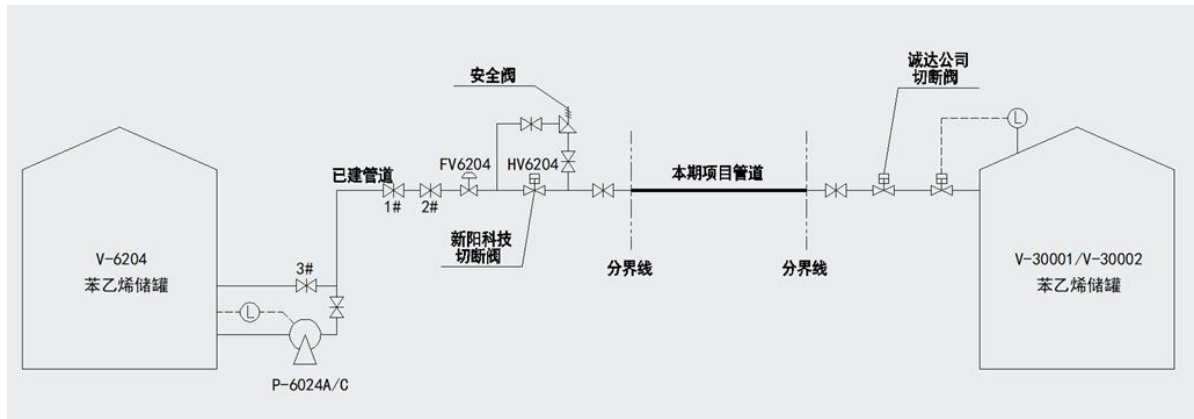 安全阀
诚达公司
切断阀
L
FV6204
HV6204
已建管道
本期项目管道
1#
2#
新阳科技
切断阀
分界线
分界线
V-6204
苯乙烯储罐
V-30001/V-30002
苯乙烯储罐
3#
L
P-6024A/C